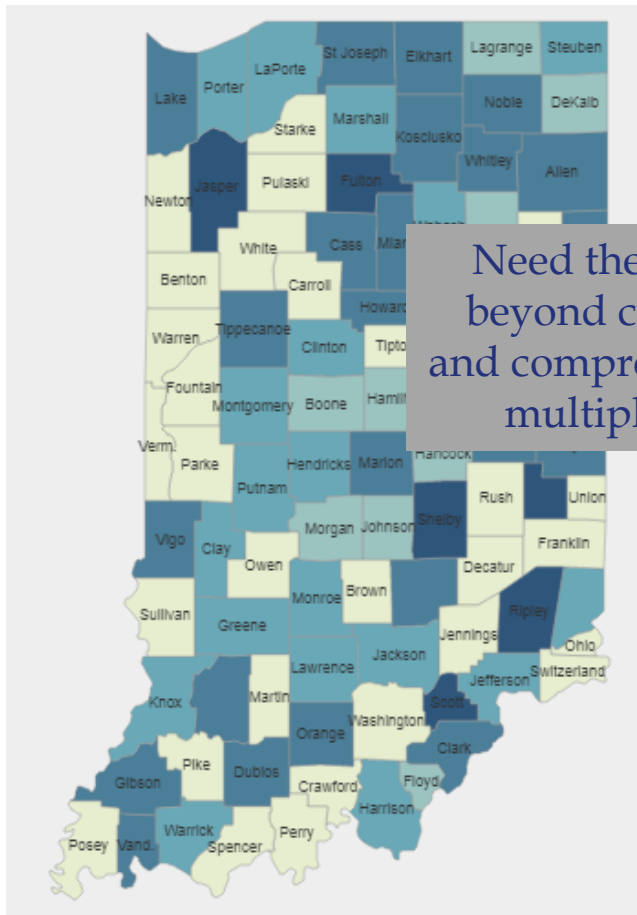 St Joseph
Elkhart
Lagrange
Steuben
LaPorte
Porter
Lake
Noble
DeKalb
Marshall
Starke
Kosciusko
Whitley
Allen
Jasper
Pulaski
Fulton
Newton
White
Cass
Benton
Carroll
Need the
beyond c
and compre
multipl
Howard
Warren
Tippecanoe
Clinton
Tipto
Fountain
Montgomery
Boone
Hamilt
Verm.
Parke
Hendricks
Marion
Hancock
Putnam
Rush
Union
Morgan
Johnson
Shelby
Vigo
Clay
Owen
Franklin
Decatur
Brown
Monroe
Sullivan
Greene
Ripley
Jennings
Ohio
Lawrence
Jackson
Jefferson
Switzerland
Knox
Martin
Washington
Scott
Orange
Clark
Pike
Dubois
Gibson
Crawford
Floyd
Harrison
Warrick
Posey
Vand.
Spencer
Perry